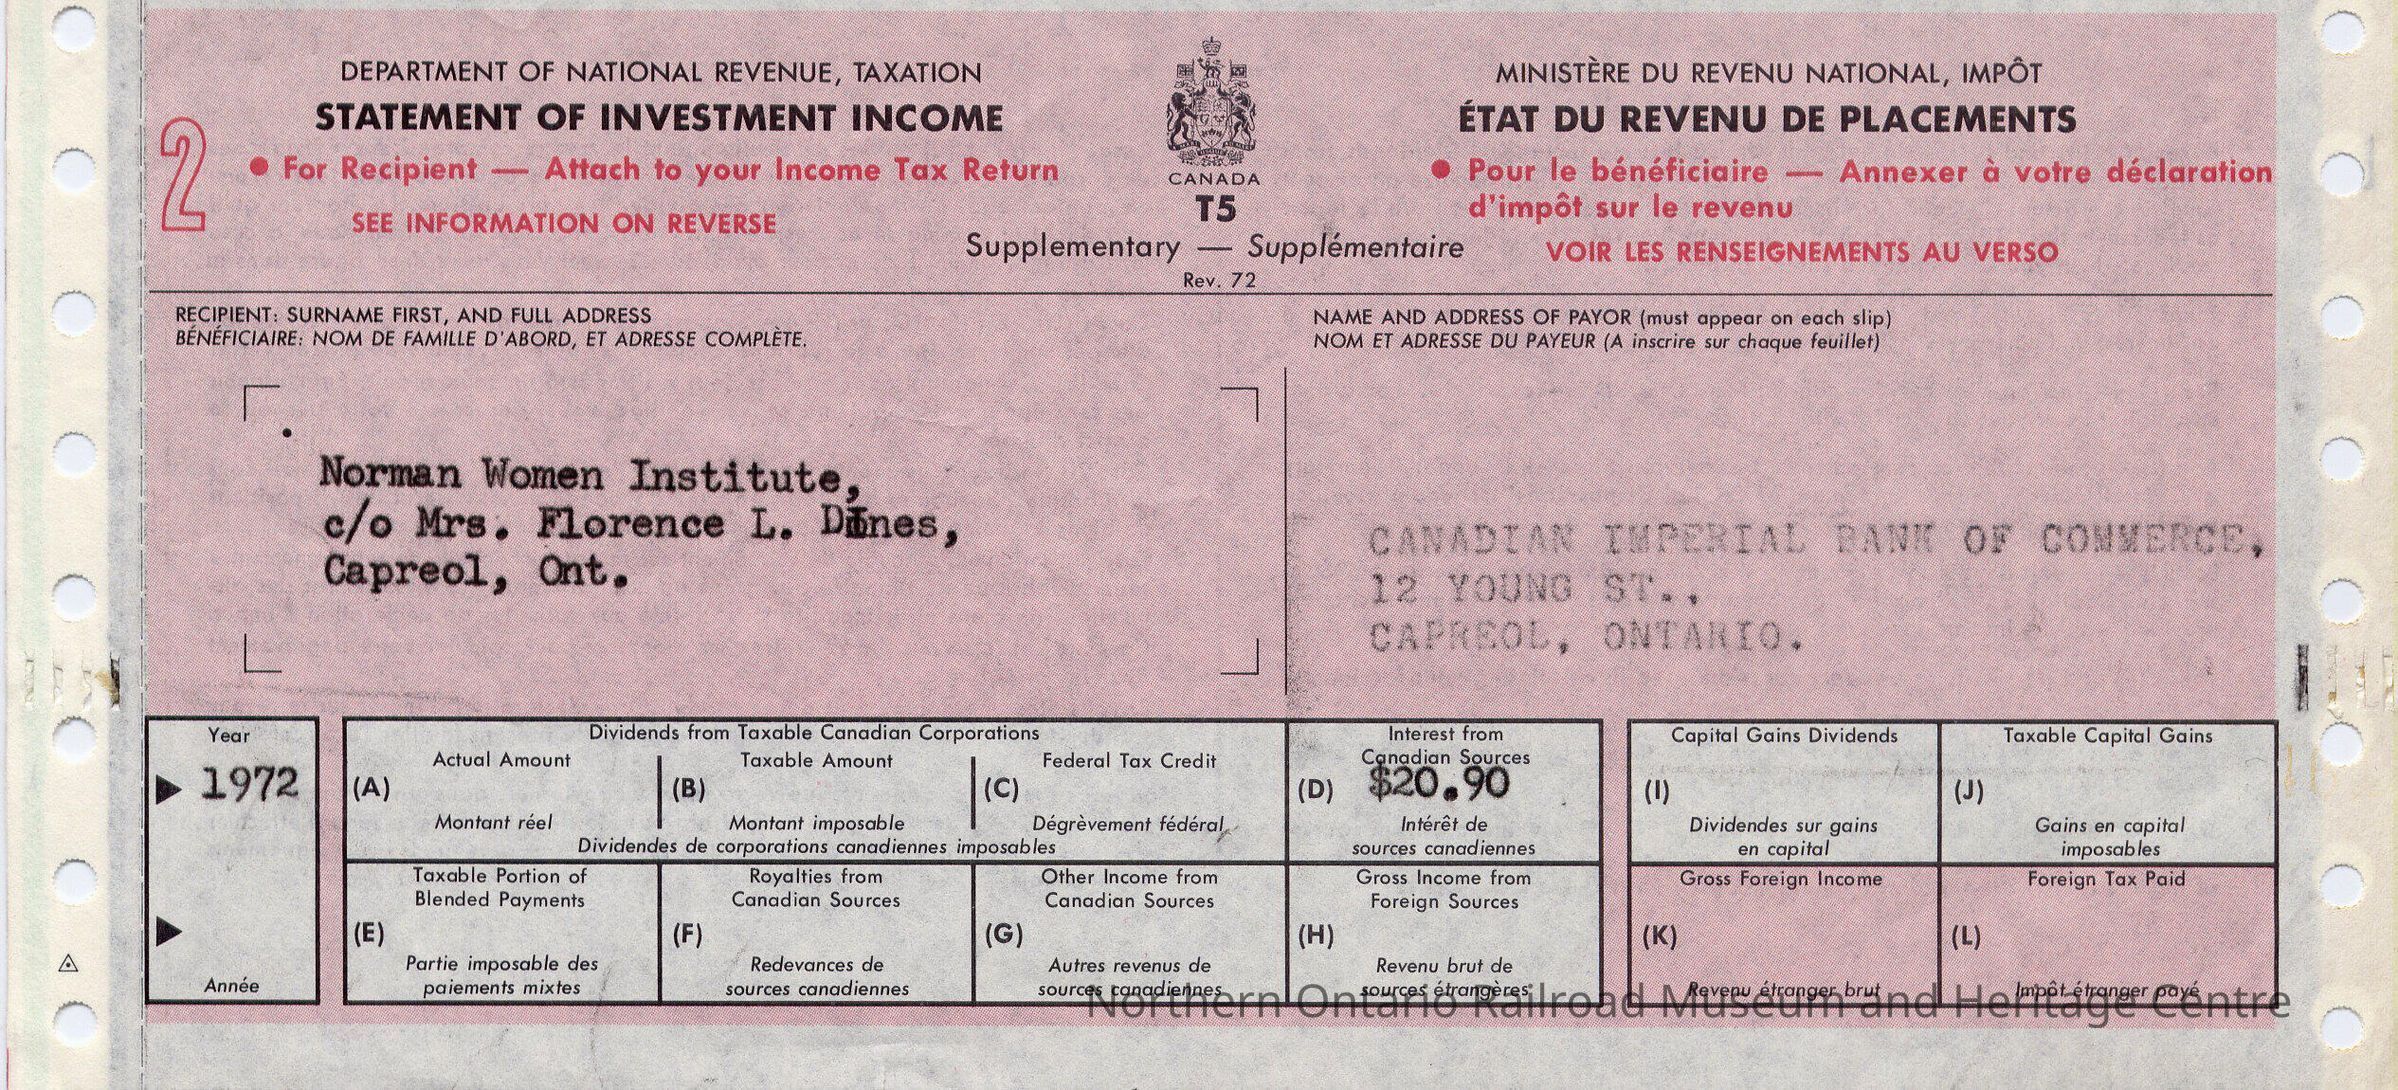 DEPARTMENT OF NATIONAL REVENUE, TAXATION
STATEMENT OF INVESTMENT INCOME
2
● For Recipient — Attach to your Income Tax Return
SEE INFORMATION ON REVERSE
CANADA
T5
Supplementary — Supplémentaire
Rev. 72
MINISTÈRE DU REVENU NATIONAL, IMPÔT
ÉTAT DU REVENU DE PLACEMENTS
● Pour le bénéficiaire — Annexer à votre déclaration
d'impôt sur le revenu
VOIR LES RENSEIGNEMENTS AU VERSO
RECIPIENT: SURNAME FIRST, AND FULL ADDRESS
BÉNÉFICIAIRE: NOM DE FAMILLE D'ABORD, ET ADRESSE COMPLÈTE.
Norman Women Institute,
c/o Mrs. Florence L.
Capreol, Ont.
NAME AND ADDRESS OF PAYOR (must appear on each slip)
NOM ET ADRESSE DU PAYEUR (A inscrire sur chaque feuillet)
CANADIAN IMPERIAL BANK OF COMMERCE,
12 YOUNG ST.,
CAPREOL, ONTARIO.
Year
1972
Année
Dividends from Taxable Canadian Corporations
Actual Amount
(A)
Montant réel
Taxable Amount
(B)
Montant imposable
Federal Tax Credit
(C)
Dégrèvement fédéral
Dividendes de corporations canadiennes imposables
Interest from
Canadian Sources
(D) $20.90
Intérêt de
sources canadiennes
Capital Gains Dividends
(I)
Dividendes sur gains
en capital
Taxable Capital Gains
(J)
Gains en capital
imposables
Taxable Portion of
Blended Payments
(E)
Partie imposable des
paiements mixtes
Royalties from
Canadian Sources
(F)
Redevances de
sources canadiennes
Other Income from
Canadian Sources
(G)
Autres revenus de
sources canadiennes
Gross Income from
Foreign Sources
(H)
Revenu brut de
sources étrangères
Gross Foreign Income
(K)
Revenu étranger brut
Foreign Tax Paid
(L)
Impôt étranger payé
Northern Ontario Railroad Museum and Heritage Centre